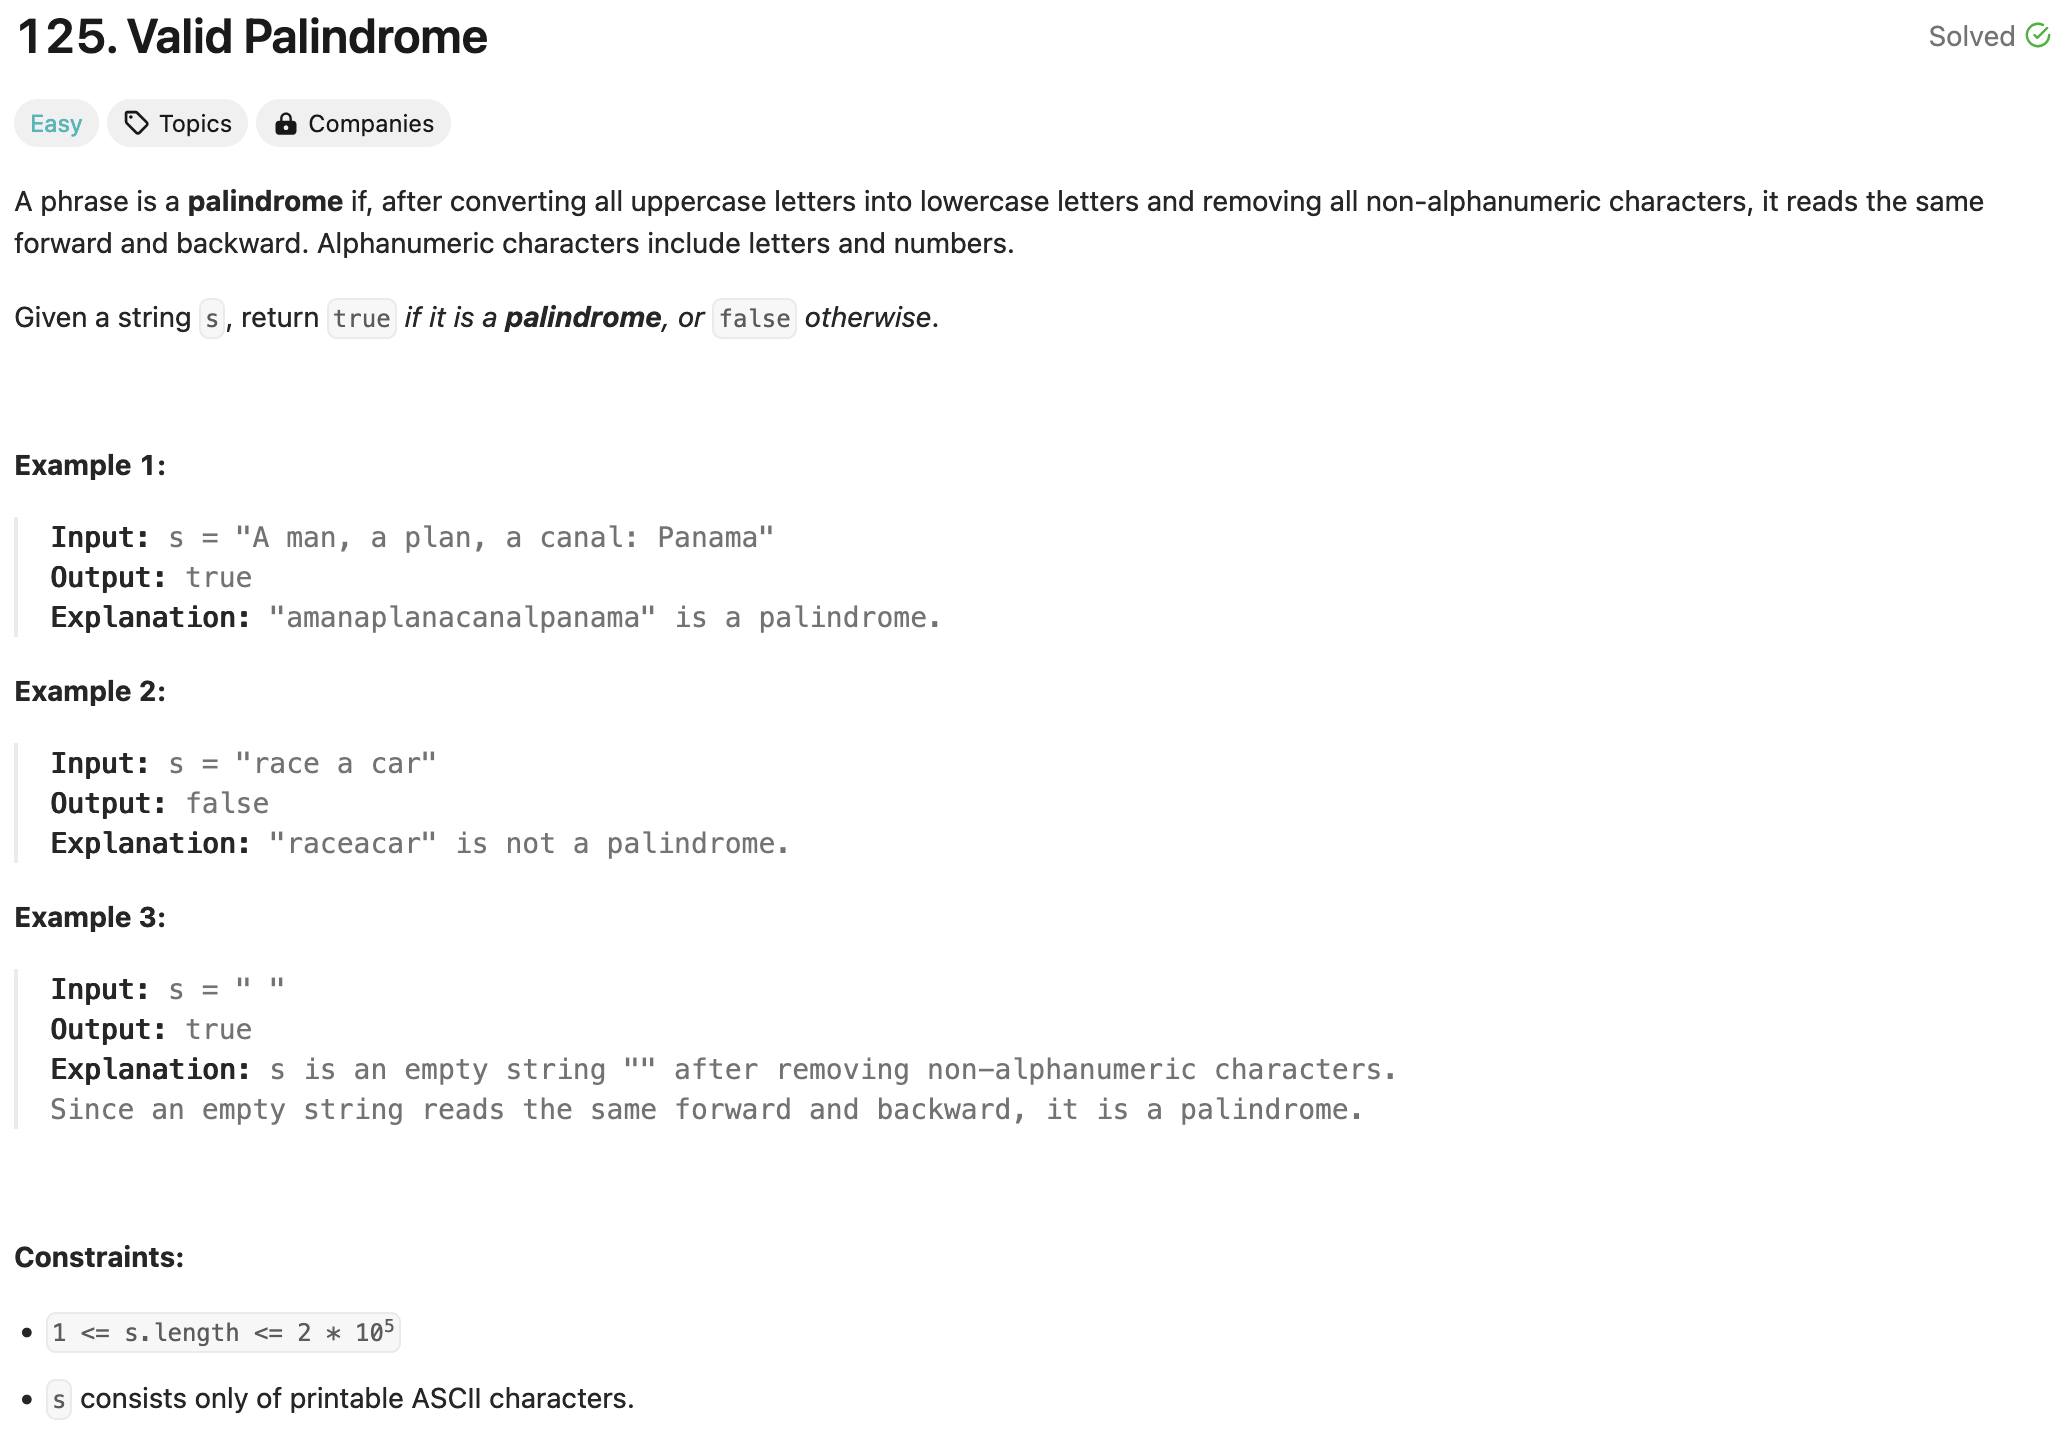 125. Valid Palindrome
Solved
Easy
Topics
Companies
A phrase is a palindrome if, after converting all uppercase letters into lowercase letters and removing all non-alphanumeric characters, it reads the same
forward and backward. Alphanumeric characters include letters and numbers.
Given a string s, return true if it is a palindrome, or false otherwise.
Example 1:
Input: s = "A man, a plan, a canal: Panama"
Output: true
Explanation: "amanaplanacanalpanama" is a palindrome.
Example 2:
Input: s = "race a car"
Output: false
Explanation: "raceacar" is not a palindrome.
Example 3:
Input: s = " "
Output: true
Explanation: s is an empty string "" after removing non-alphanumeric characters.
Since an empty string reads the same forward and backward, it is a palindrome.
Constraints:
• 1 <= s.length <= 2 * 10⁵
• s consists only of printable ASCII characters.